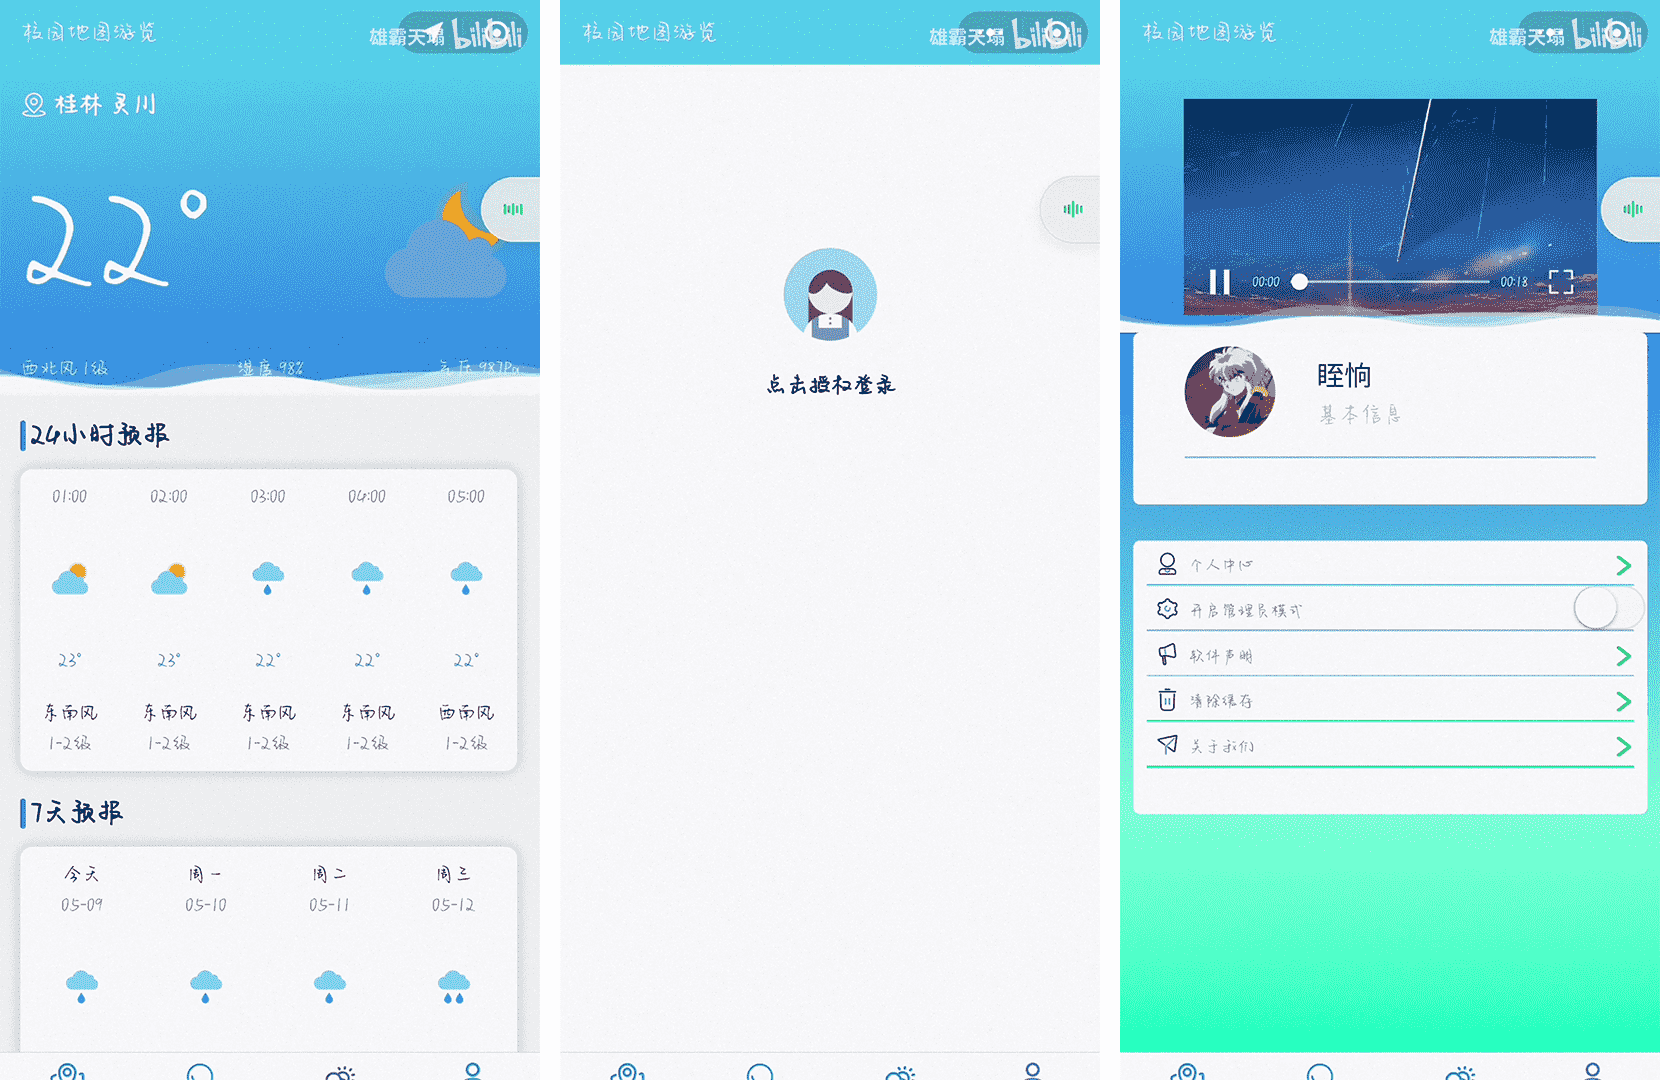 校园地图游览
雄霸天塌 bilibili
桂林 灵川
22°
西北风 1级 湿度 98% 气压 987Pa
24小时预报
01:00 02:00 03:00 04:00 05:00
23° 23° 22° 22° 22°
东南风 东南风 东南风 东南风 西南风
1-2级 1-2级 1-2级 1-2级 1-2级
7天预报
今天 周一 周二 周三
05-09 05-10 05-11 05-12
校园地图游览
雄霸天塌 bilibili
点击授权登录
校园地图游览
雄霸天塌 bilibili
00:00 00:18
眰恦
基本信息
个人中心
开启管理员模式
软件声明
清除缓存
关于我们